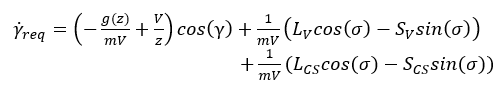 γ̇_req = (−g(z)/mV + V/z) cos(γ) + 1/mV (L_V cos(σ) − S_V sin(σ))
+ 1/mV (L_CS cos(σ) − S_CS sin(σ))